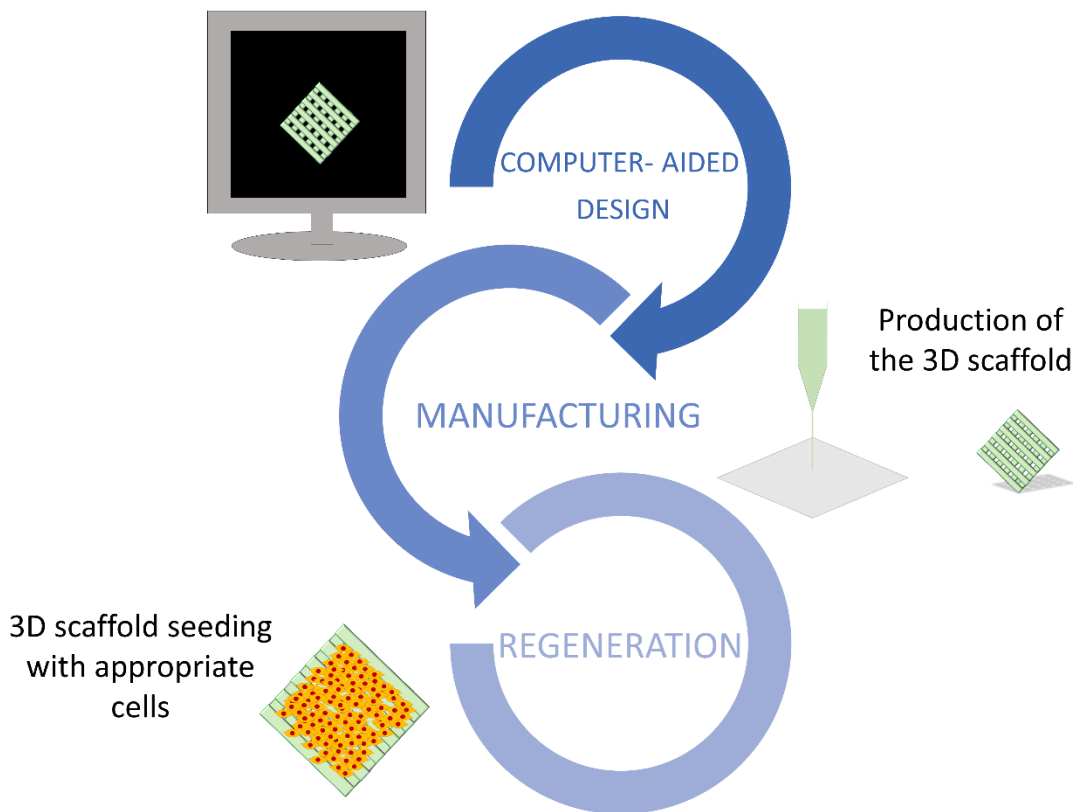 COMPUTER- AIDED
DESIGN
Production of
the 3D scaffold
MANUFACTURING
3D scaffold seeding
with appropriate
cells
REGENERATION